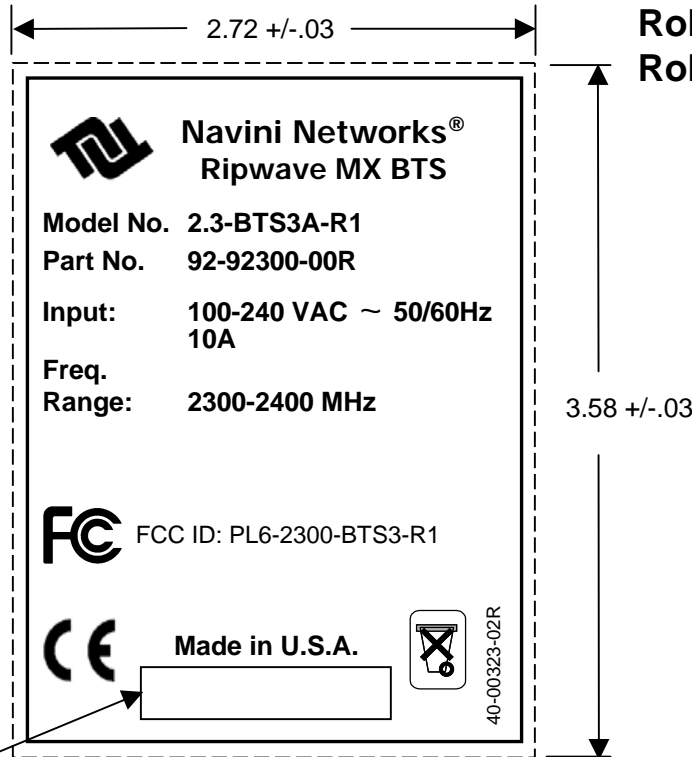 2.72 +/-.03
Navini Networks®
Ripwave MX BTS
Model No. 2.3-BTS3A-R1
Part No. 92-92300-00R
Input: 100-240 VAC ~ 50/60Hz
10A
Freq.
Range: 2300-2400 MHz
3.58 +/-.03
FC FCC ID: PL6-2300-BTS3-R1
CE Made in U.S.A.
40-00323-02R